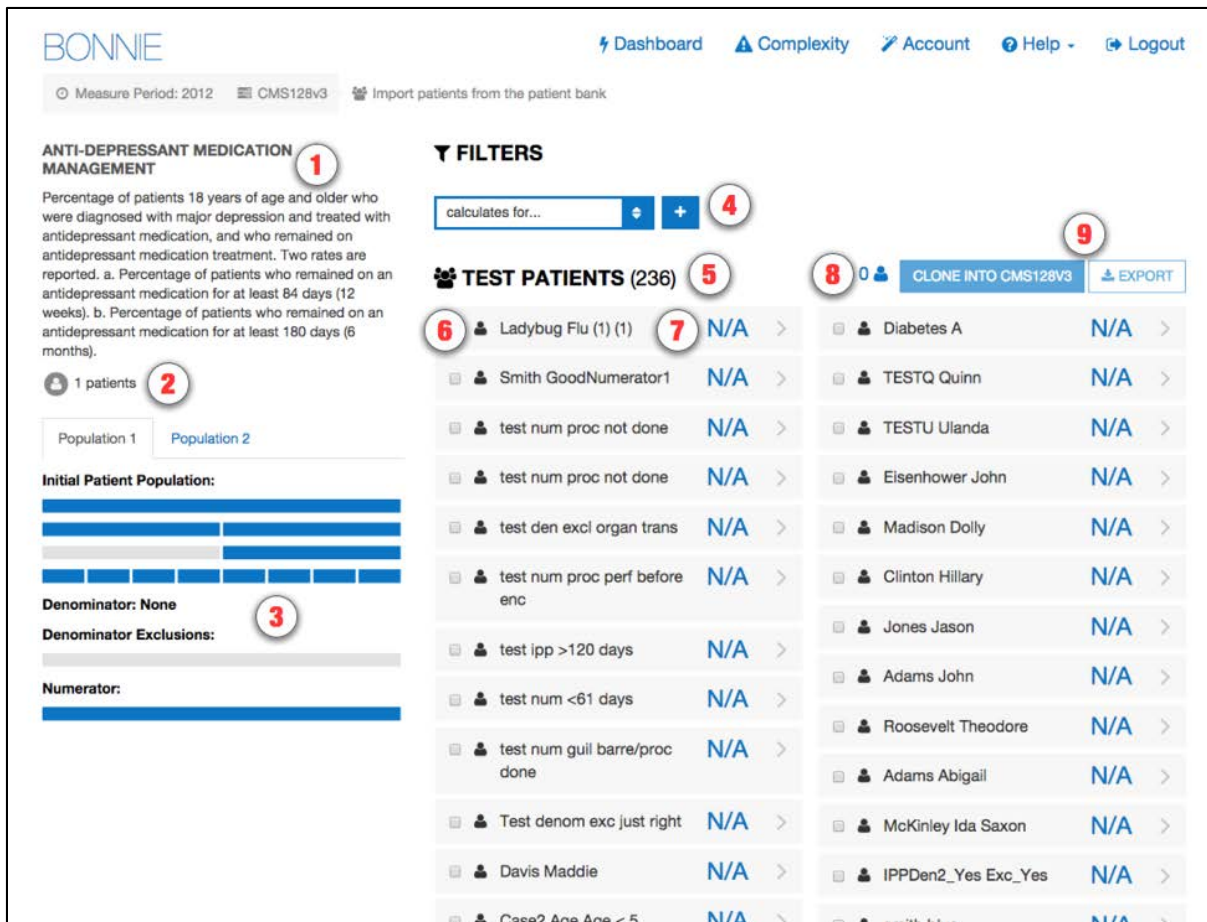 BONNIE
Dashboard
Complexity
Account
Help
Logout
Measure Period: 2012
CMS128v3
Import patients from the patient bank
ANTI-DEPRESSANT MEDICATION
MANAGEMENT
1
Percentage of patients 18 years of age and older who
were diagnosed with major depression and treated with
antidepressant medication, and who remained on
antidepressant medication treatment. Two rates are
reported. a. Percentage of patients who remained on an
antidepressant medication for at least 84 days (12
weeks). b. Percentage of patients who remained on an
antidepressant medication for at least 180 days (6
months).
1 patients
2
Population 1
Population 2
Initial Patient Population:
Denominator: None
3
Denominator Exclusions:
Numerator:
FILTERS
calculates for...
+
4
TEST PATIENTS (236)
5
8
0
CLONE INTO CMS128V3
9
EXPORT
6
Ladybug Flu (1) (1)
7
N/A
Smith GoodNumerator1
N/A
test num proc not done
N/A
test num proc not done
N/A
test den excl organ trans
N/A
test num proc perf before
enc
N/A
test ipp >120 days
N/A
test num <61 days
N/A
test num guil barre/proc
done
N/A
Test denom exc just right
N/A
Davis Maddie
N/A
Case2 Age Age < 5
N/A
Diabetes A
N/A
TESTQ Quinn
N/A
TESTU Ulanda
N/A
Eisenhower John
N/A
Madison Dolly
N/A
Clinton Hillary
N/A
Jones Jason
N/A
Adams John
N/A
Roosevelt Theodore
N/A
Adams Abigail
N/A
McKinley Ida Saxon
N/A
IPPDen2_Yes Exc_Yes
N/A
N/A